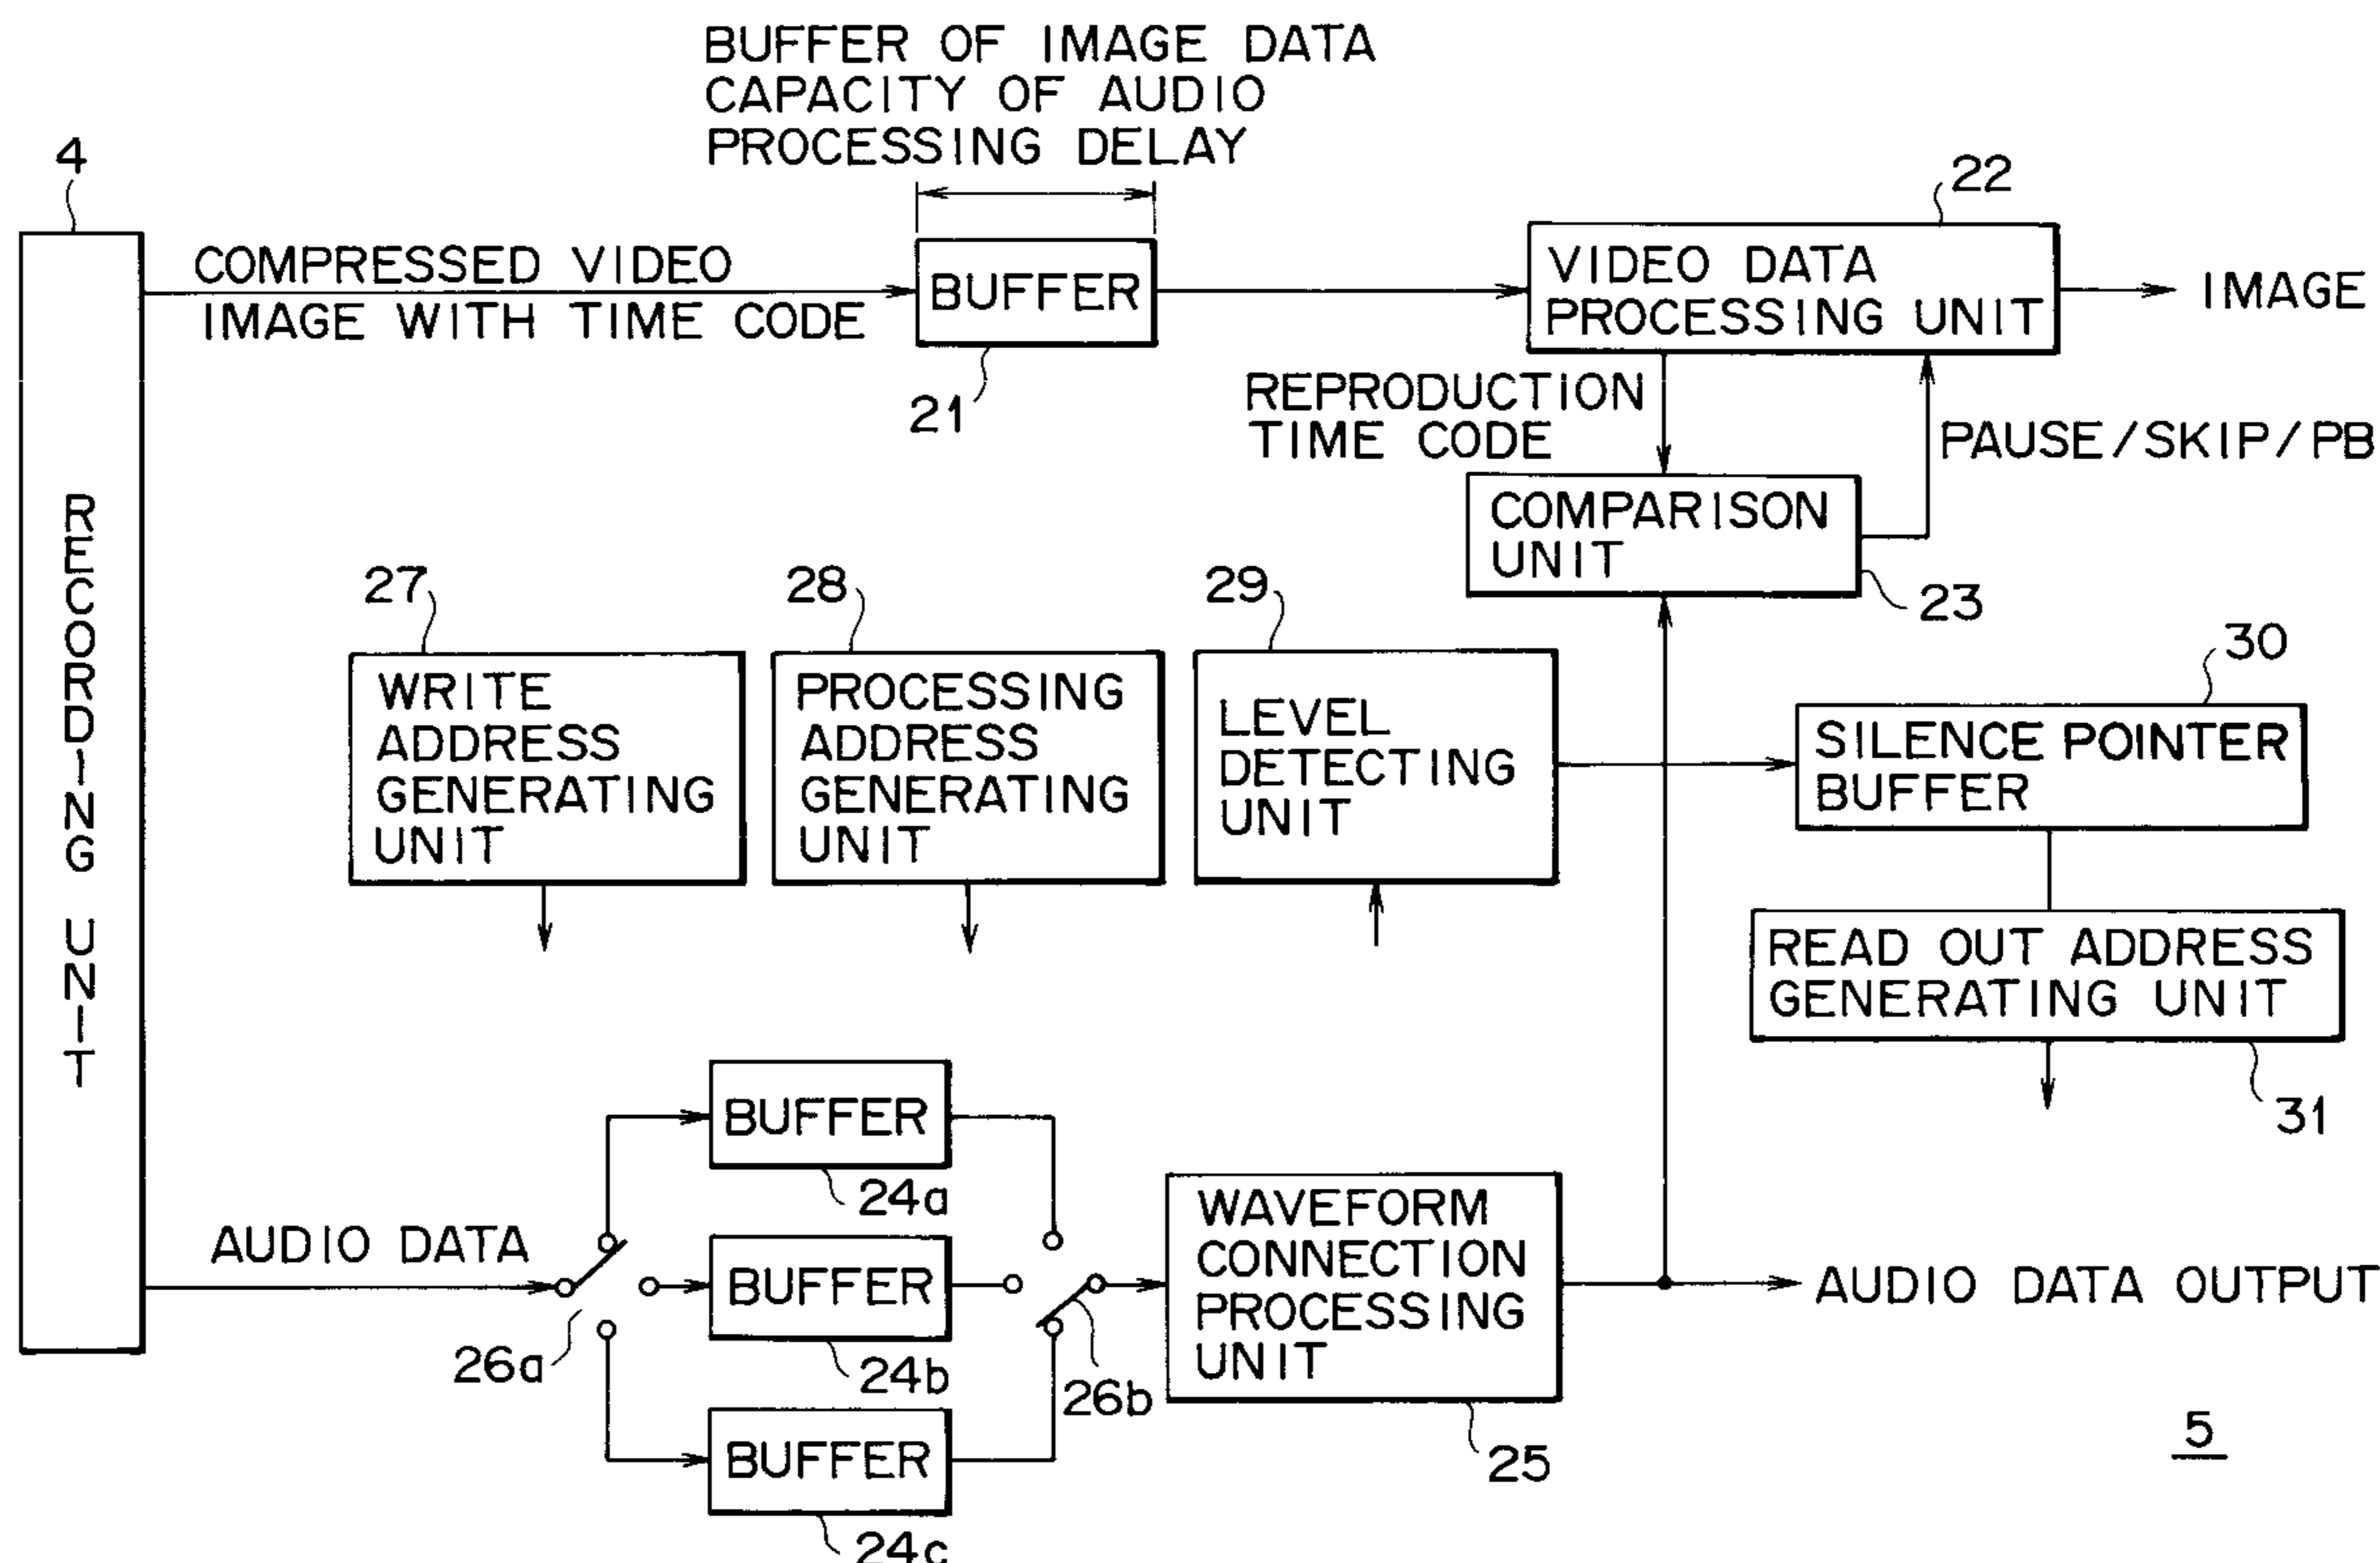 BUFFER OF IMAGE DATA
CAPACITY OF AUDIO
PROCESSING DELAY
4
22
COMPRESSED VIDEO
IMAGE WITH TIME CODE
BUFFER
21
VIDEO DATA
PROCESSING UNIT
IMAGE
REPRODUCTION
TIME CODE
PAUSE/SKIP/PB
COMPARISON
UNIT
23
RECORDING UNIT
27
WRITE
ADDRESS
GENERATING
UNIT
28
PROCESSING
ADDRESS
GENERATING
UNIT
29
LEVEL
DETECTING
UNIT
30
SILENCE POINTER
BUFFER
READ OUT ADDRESS
GENERATING UNIT
31
AUDIO DATA
26a
BUFFER
24a
BUFFER
24b
BUFFER
24c
26b
WAVEFORM
CONNECTION
PROCESSING
UNIT
25
AUDIO DATA OUTPUT
5